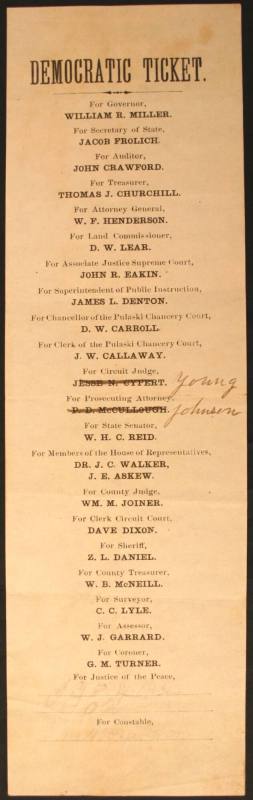 DEMOCRATIC TICKET.
For Governor,
WILLIAM R. MILLER.
For Secretary of State,
JACOB FROLICH.
For Auditor,
JOHN CRAWFORD.
For Treasurer,
THOMAS J. CHURCHILL.
For Attorney General,
W. F. HENDERSON.
For Land Commissioner,
D. W. LEAR.
For Associate Justice Supreme Court,
JOHN R. EAKIN.
For Superintendent of Public Instruction,
JAMES L. DENTON.
For Chancellor of the Pulaski Chancery Court,
D. W. CARROLL.
For Clerk of the Pulaski Chancery Court,
J. W. CALLAWAY.
For Circuit Judge,
JESSE N. CYPERT. Young
For Prosecuting Attorney,
D. D. McCULLOUGH. Johnson
For State Senator,
W. H. C. REID.
For Members of the House of Representatives,
DR. J. C. WALKER,
J. E. ASKEW.
For County Judge,
WM. M. JOINER.
For Clerk Circuit Court,
DAVE DIXON.
For Sheriff,
Z. L. DANIEL.
For County Treasurer,
W. B. McNEILL.
For Surveyor,
C. C. LYLE.
For Assessor,
W. J. GARRARD.
For Coroner,
G. M. TURNER.
For Justice of the Peace,
For Constable,